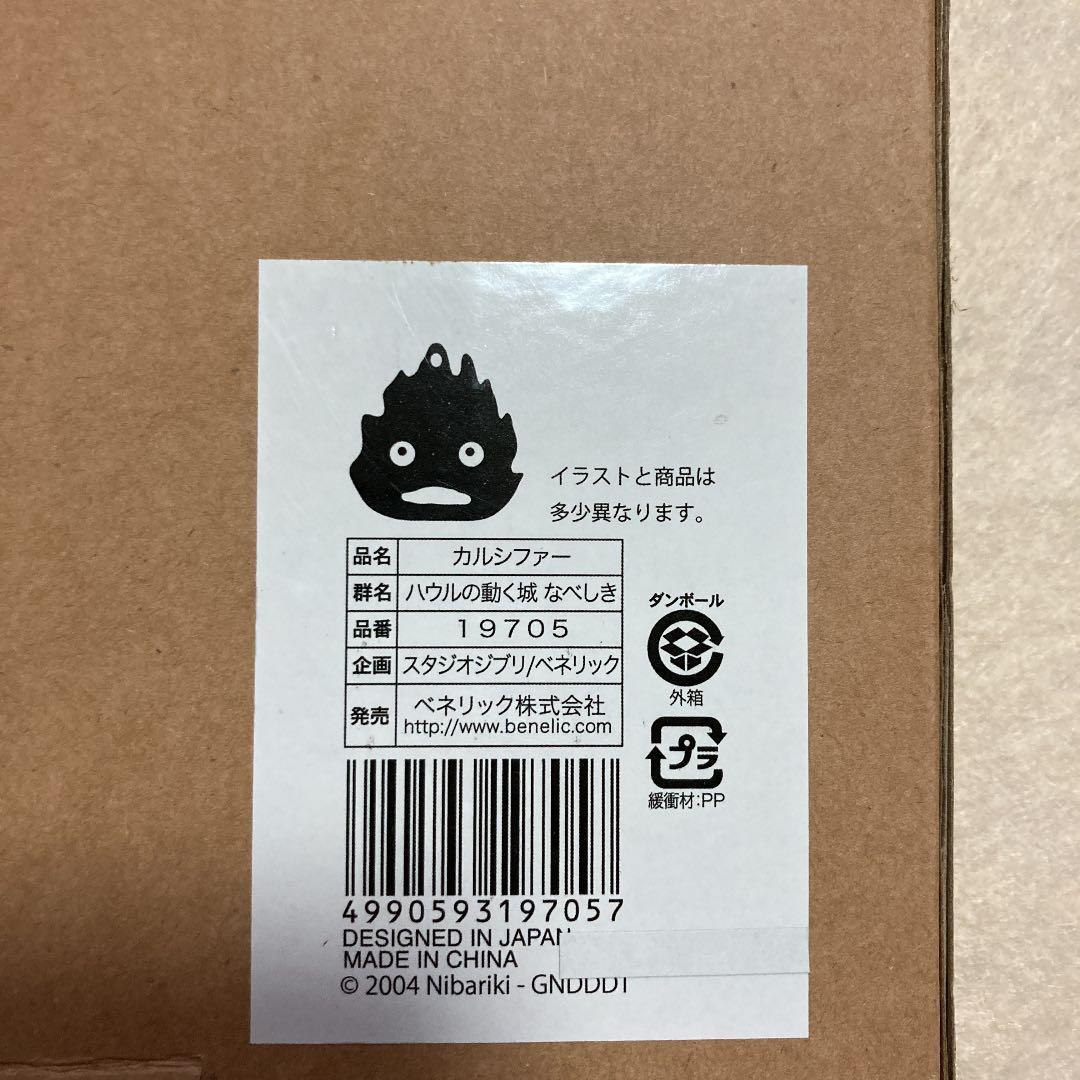 イラストと商品は
多少異なります。
品名 カルシファー
群名 ハウルの動く城 なべしき
品番 19705
企画 スタジオジブリ/ベネリック
発売 ベネリック株式会社
http://www.benelic.com
ダンボール
外箱
プラ
緩衝材:PP
4990593197057
DESIGNED IN JAPAN
MADE IN CHINA
© 2004 Nibariki - GNDDDT